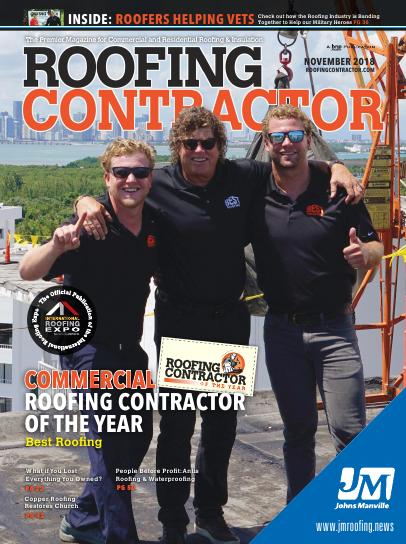 INSIDE: ROOFERS HELPING VETS
Check out how the Roofing Industry is Banding
Together to Help our Military Heroes PG 36
The Premier Magazine for Commercial and Residential Roofing & Insulation
A bnp PUBLICATION
ROOFING
CONTRACTOR
NOVEMBER 2018
ROOFINGCONTRACTOR.COM
BEST
The Official Publication of the International Roofing Expo
INTERNATIONAL
ROOFING
EXPO
ROOFING
CONTRACTOR
OF THE YEAR
COMMERCIAL
ROOFING CONTRACTOR
OF THE YEAR
Best Roofing
What if You Lost
Everything You Owned?
Copper Roofing
Restores Church
People Before Profit: Antis
Roofing & Waterproofing
JM
Johns Manville
www.jmroofing.news